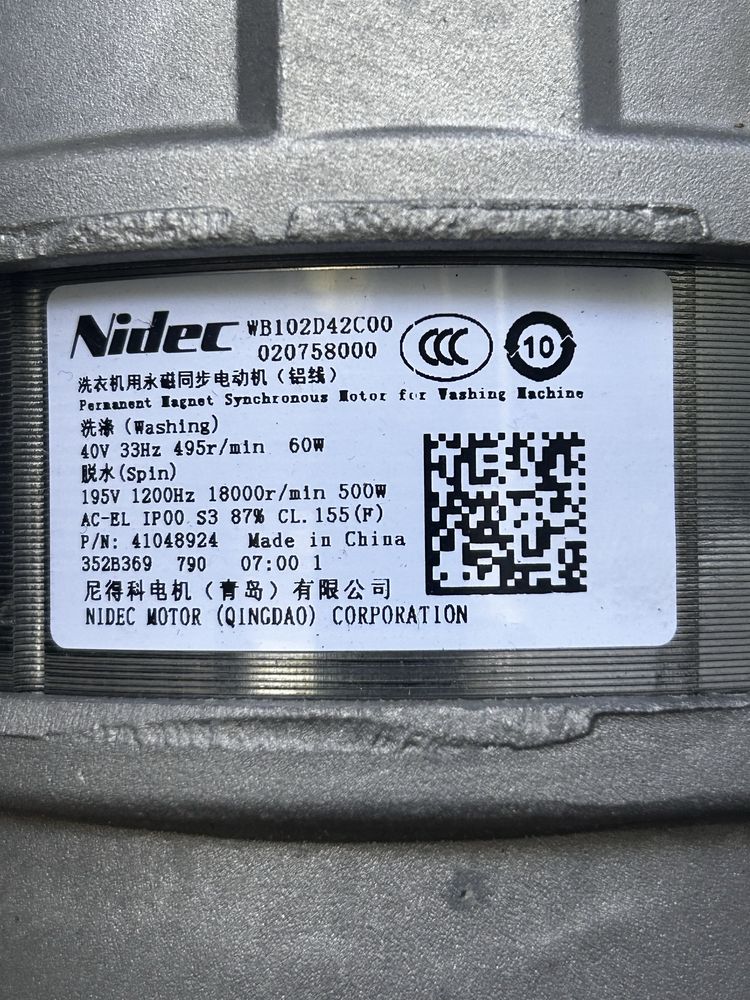 Nidec WB102D42C00
020758000
CCC
10
洗衣机用永磁同步电动机（铝线）
Permanent Magnet Synchronous Motor for Washing Machine
洗涤 (Washing)
40V 33Hz 495r/min 60W
脱水(Spin)
195V 1200Hz 18000r/min 500W
AC-EL IP00 S3 87% CL.155(F)
P/N: 41048924 Made in China
352B369 790 07:00 1
尼得科电机（青岛）有限公司
NIDEC MOTOR (QINGDAO) CORPORATION